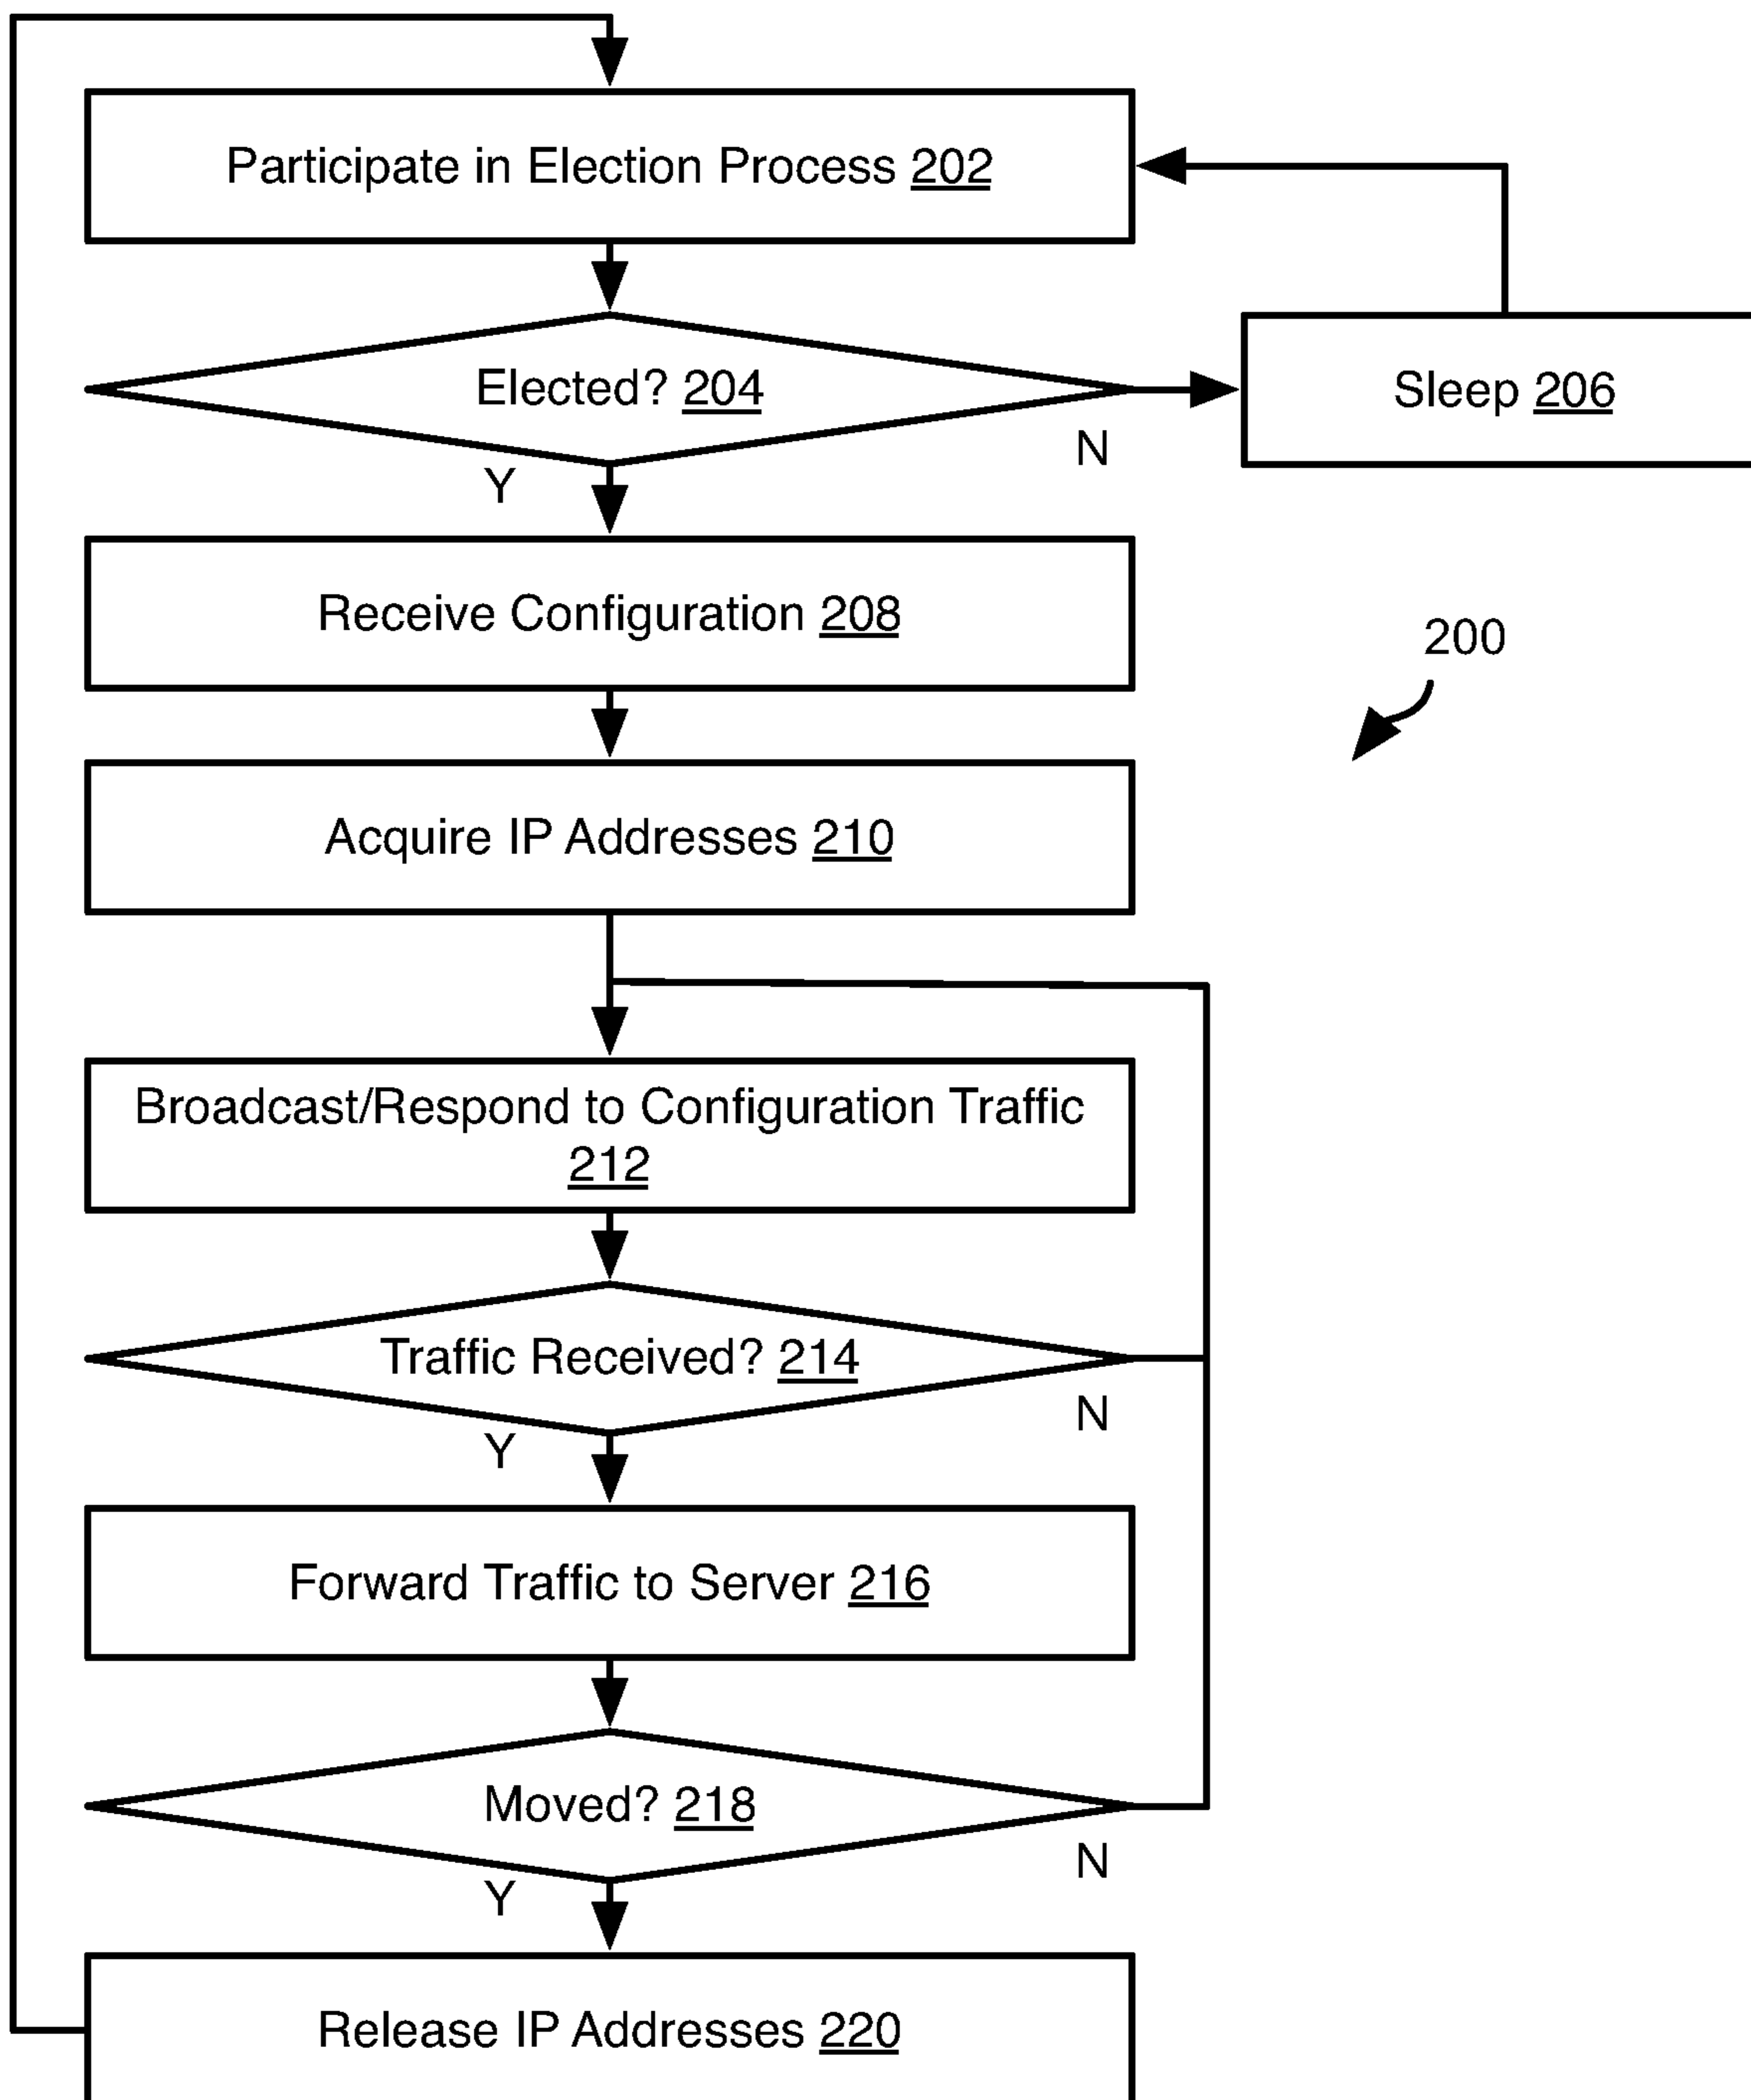 Participate in Election Process 202
Elected? 204
Sleep 206
N
Y
Receive Configuration 208
200
Acquire IP Addresses 210
Broadcast/Respond to Configuration Traffic
212
Traffic Received? 214
N
Y
Forward Traffic to Server 216
Moved? 218
N
Y
Release IP Addresses 220